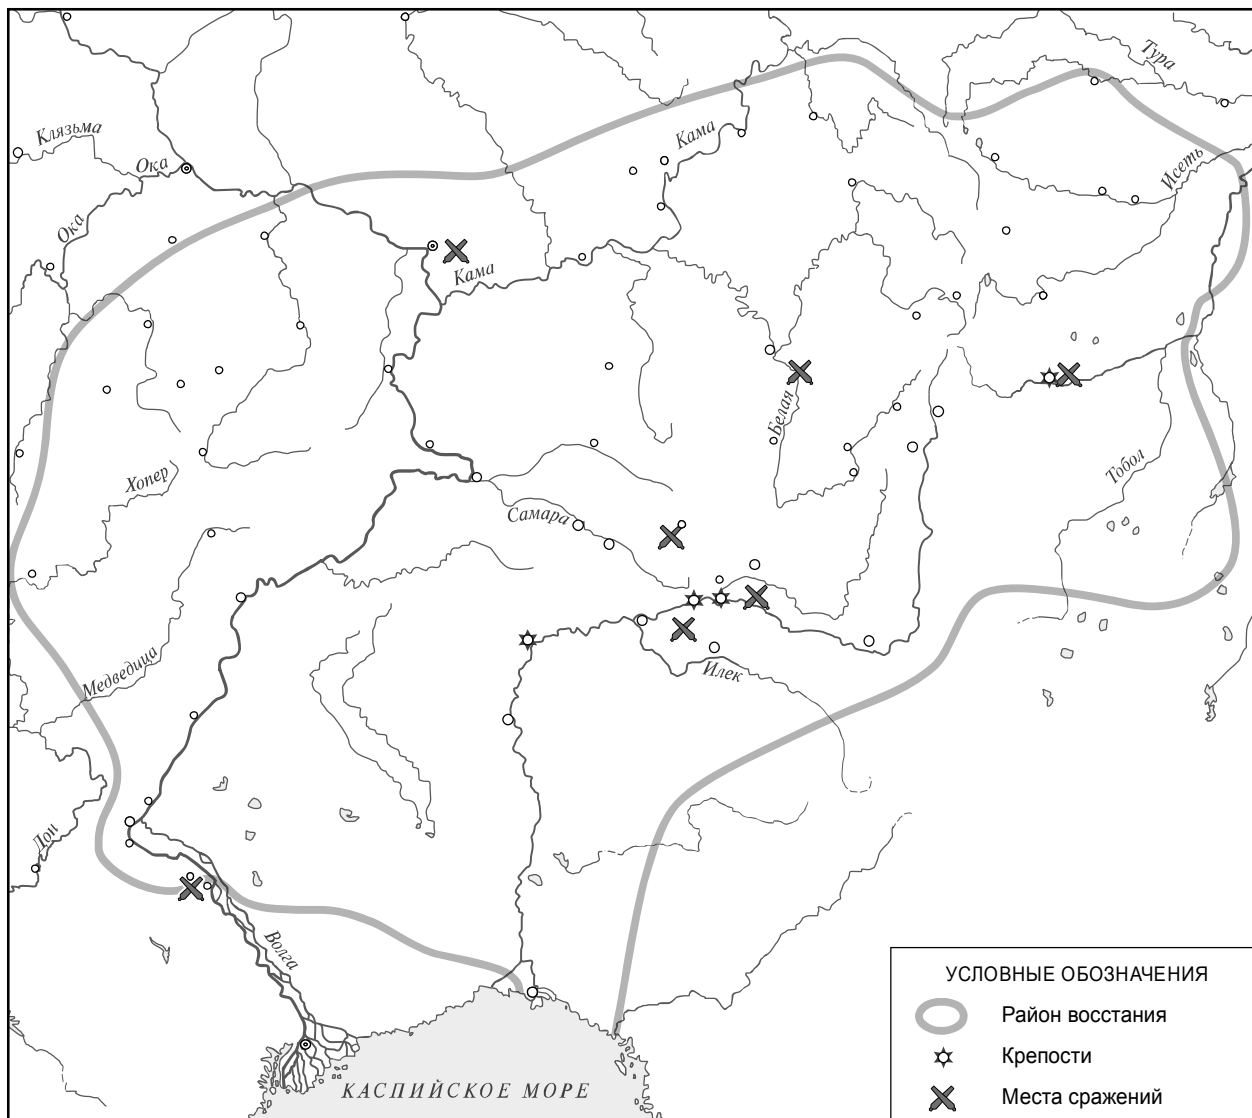 Тура
Клязьма
Кама
Ока
Исеть
Ока
Кама
Белая
Хопер
Тобол
Самара
Медведица
Илек
Дон
Волга
КАСПИЙСКОЕ МОРЕ
УСЛОВНЫЕ ОБОЗНАЧЕНИЯ
Район восстания
Крепости
Места сражений